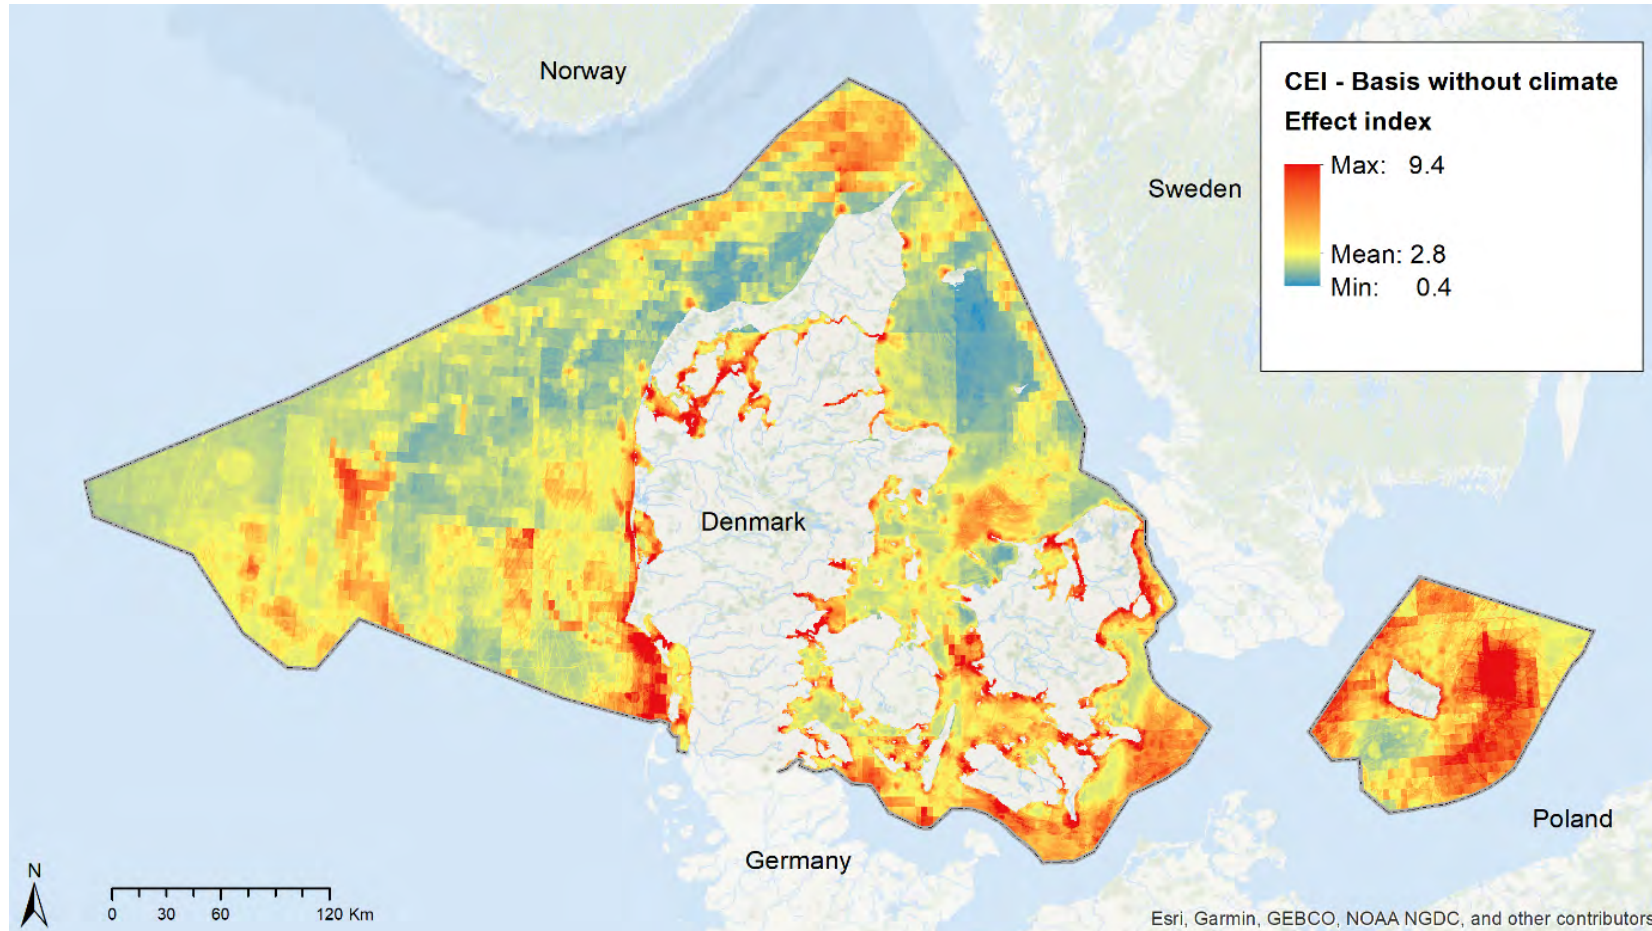 Norway
CEI - Basis without climate
Effect index
Max: 9.4
Mean: 2.8
Min: 0.4
Sweden
Denmark
Poland
Germany
N
0 30 60 120 Km
Esri, Garmin, GEBCO, NOAA NGDC, and other contributors